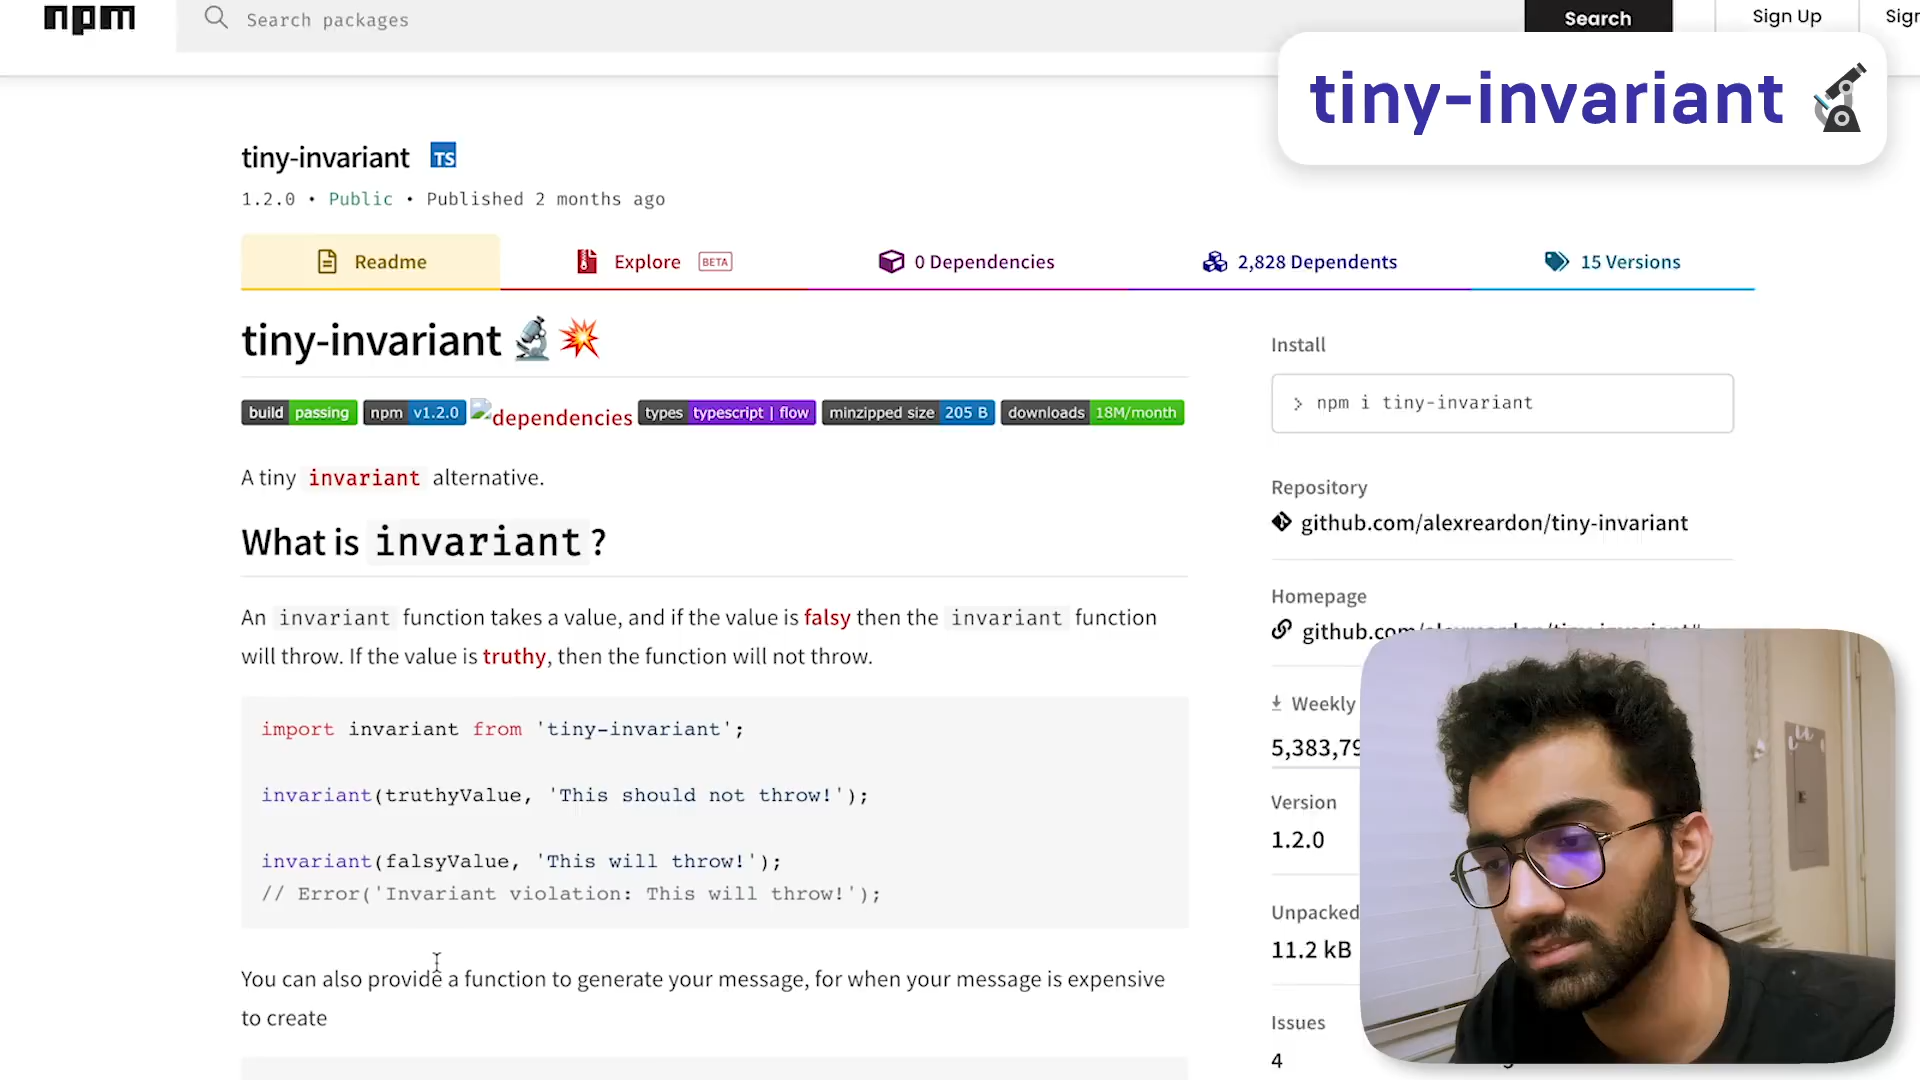 npm
Search packages
Search
Sign Up
Sign
tiny-invariant
tiny-invariant TS
1.2.0 • Public • Published 2 months ago
Readme
Explore BETA
0 Dependencies
2,828 Dependents
15 Versions
tiny-invariant
build passing npm v1.2.0 dependencies types typescript | flow minzipped size 205 B downloads 18M/month
A tiny invariant alternative.
What is invariant?
An invariant function takes a value, and if the value is falsy then the invariant function
will throw. If the value is truthy, then the function will not throw.
import invariant from 'tiny-invariant';
invariant(truthyValue, 'This should not throw!');
invariant(falsyValue, 'This will throw!');
// Error('Invariant violation: This will throw!');
You can also provide a function to generate your message, for when your message is expensive
to create
Install
> npm i tiny-invariant
Repository
github.com/alexreardon/tiny-invariant
Homepage
Weekly
5,383,79
Version
1.2.0
Unpacked
11.2 kB
Issues
4